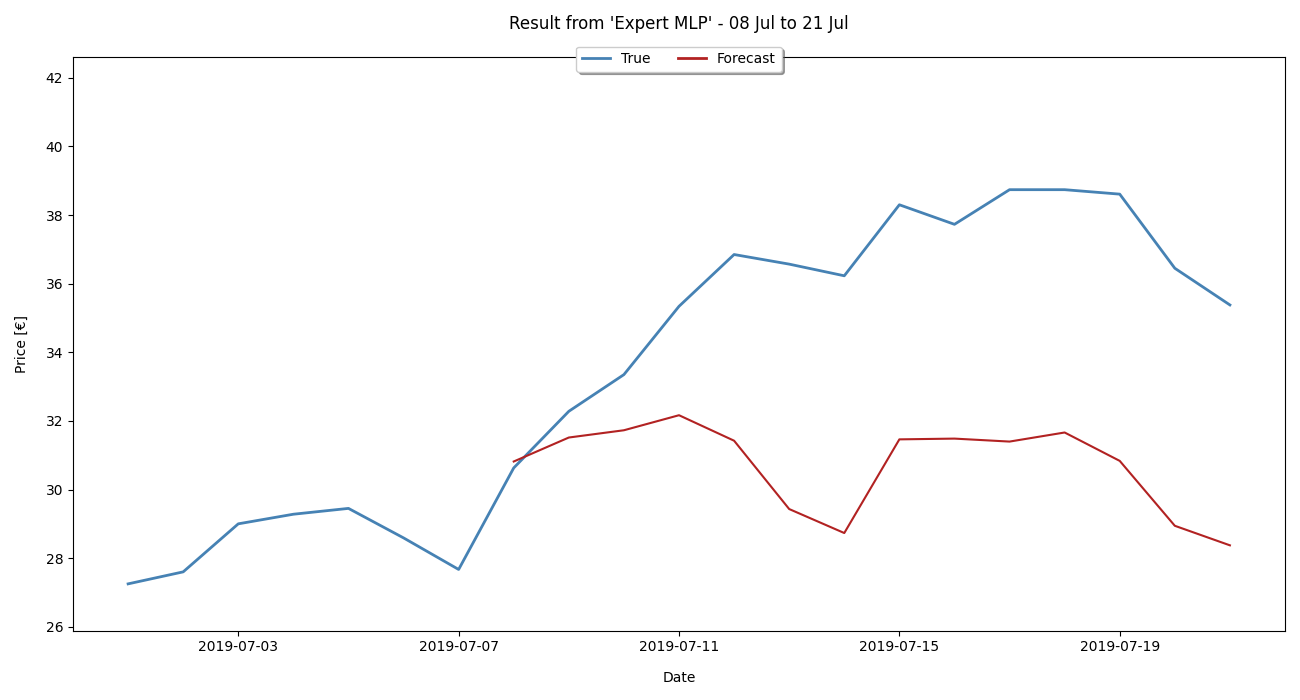 Result from 'Expert MLP' - 08 Jul to 21 Jul
True Forecast
42
40
38
36
34
32
30
28
26
Price [€]
2019-07-03 2019-07-07 2019-07-11 2019-07-15 2019-07-19
Date